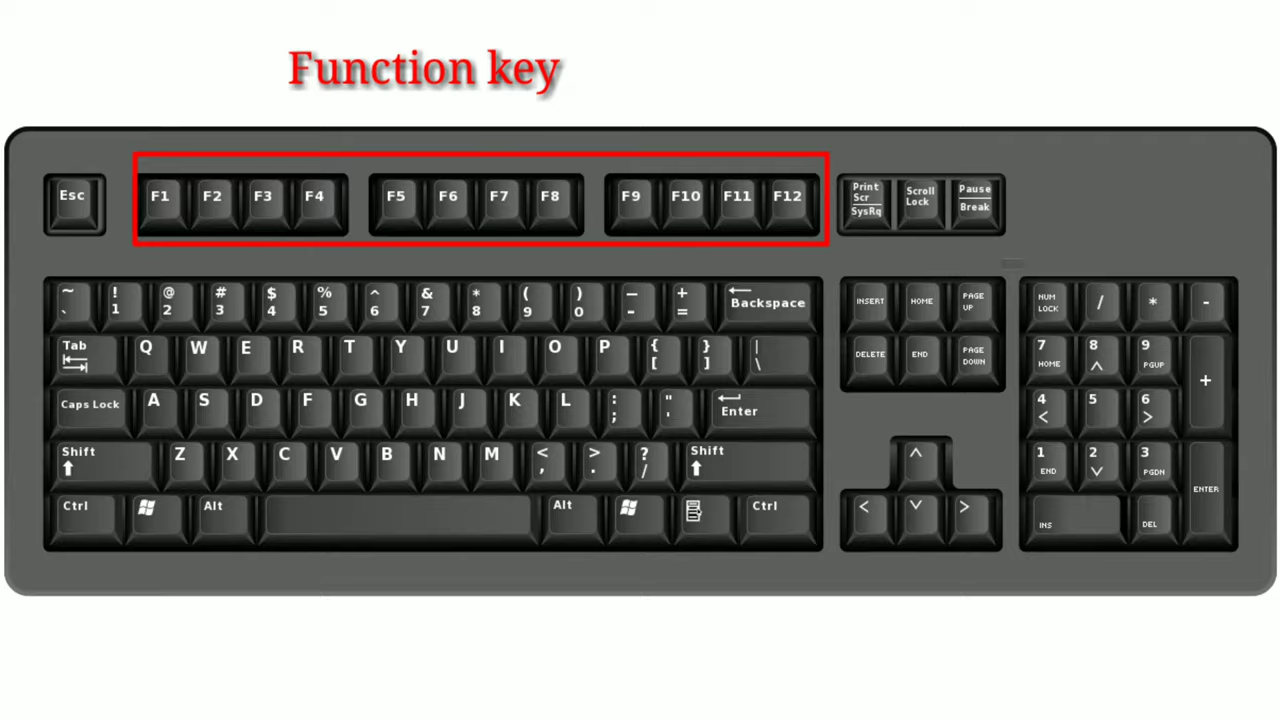 Function key
Esc F1 F2 F3 F4 F5 F6 F7 F8 F9 F10 F11 F12 Print Scr SysRq Scroll Lock Pause Break
~ ` ! 1 @ 2 # 3 $ 4 % 5 ^ 6 & 7 * 8 ( 9 ) 0 — - + = Backspace INSERT HOME PAGE UP NUM LOCK / * -
Tab Q W E R T Y U I O P { [ } ] | \ DELETE END PAGE DOWN 7 HOME 8 ^ 9 PGUP +
Caps Lock A S D F G H J K L : ; " ' Enter 4 < 5 6 >
Shift Z X C V B N M < , > . ? / Shift ^ 1 END 2 v 3 PGDN ENTER
Ctrl Alt Alt Ctrl < v > INS DEL